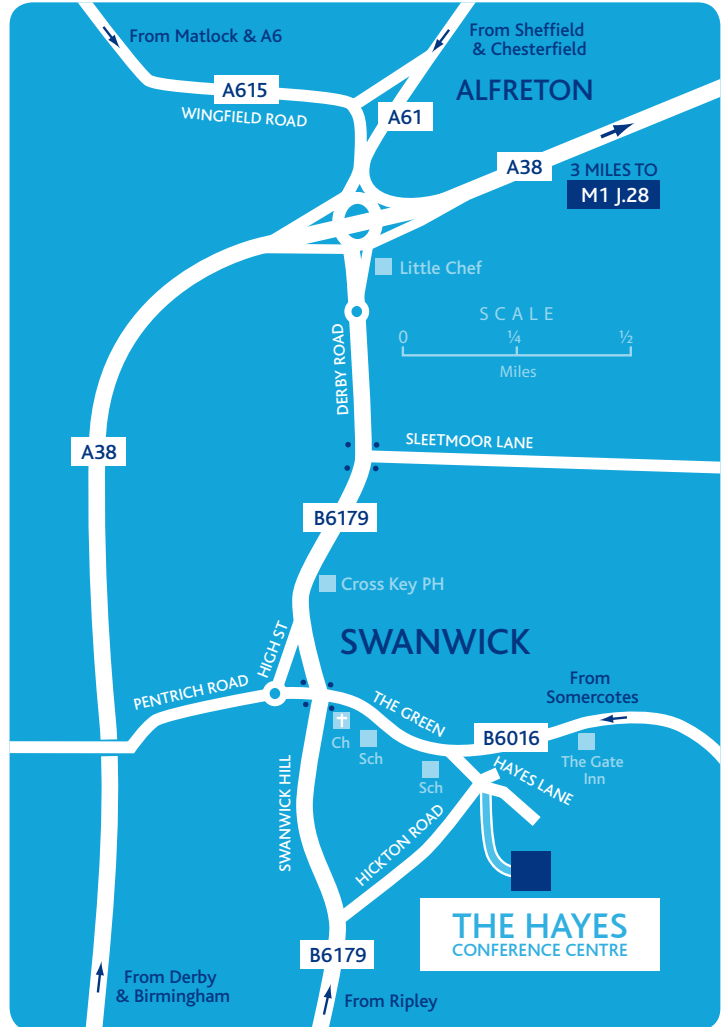 From Matlock & A6
From Sheffield
& Chesterfield
A615
ALFRETON
WINGFIELD ROAD
A61
A38
3 MILES TO
M1 J.28
Little Chef
SCALE
0 ¼ ½
Miles
DERBY ROAD
SLEETMOOR LANE
A38
B6179
Cross Key PH
SWANWICK
HIGH ST
PENTRICH ROAD
From
Somercotes
THE GREEN
B6016
Ch
Sch
The Gate
Inn
Sch
HAYES LANE
SWANWICK HILL
HICKTON ROAD
THE HAYES
CONFERENCE CENTRE
B6179
From Derby
& Birmingham
From Ripley